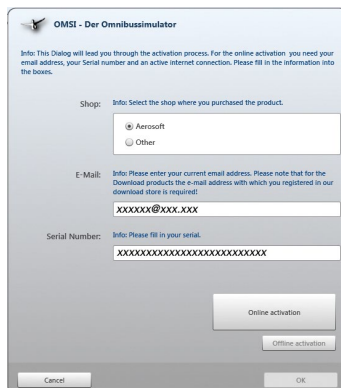 OMSI - Der Omnibussimulator
Info: This Dialog will lead you through the activation process. For the online activation you need your
email address, your Serial number and an active internet connection. Please fill in the information into
the boxes.
Shop:
Info: Select the shop where you purchased the product.
Aerosoft
Other
E-Mail:
Info: Please enter your current email address. Please note that for the
Download products the e-mail address with which you registered in our
download store is required!
xxxxxx@xxx.xxx
Serial Number:
Info: Please fill in your serial.
XXXXXXXXXXXXXXXXXXXXXXXXXX
Online activation
Offline activation
Cancel
OK